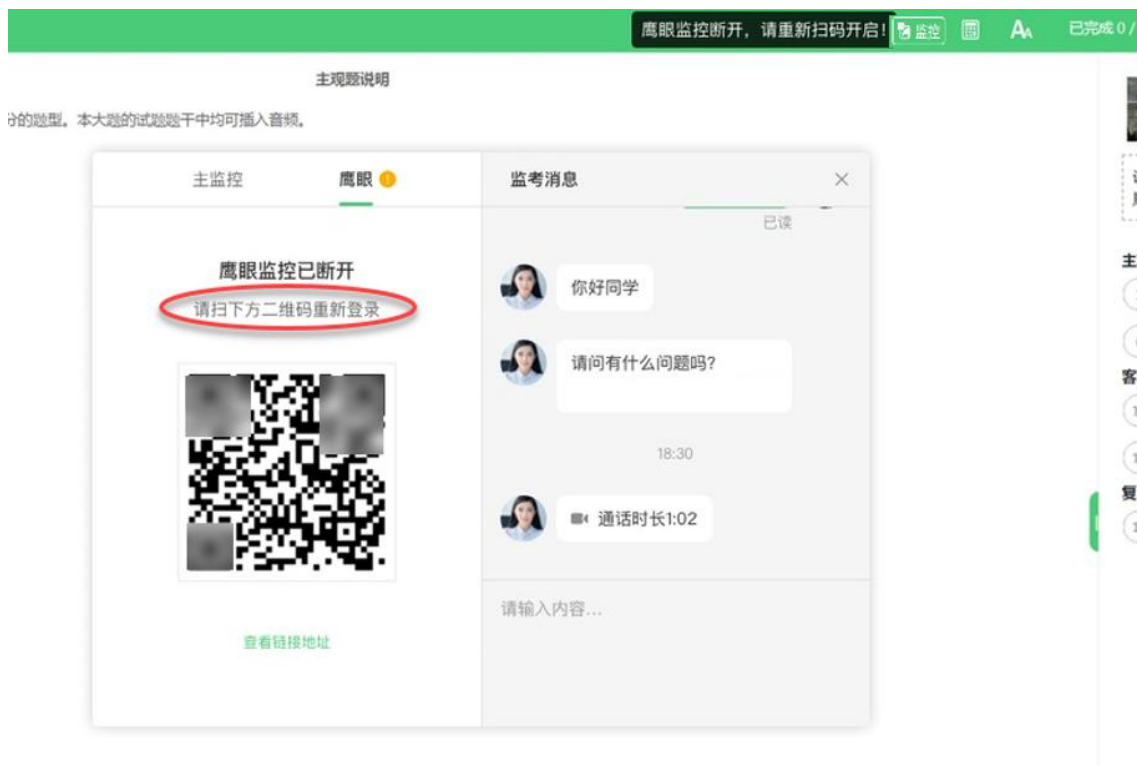 鹰眼监控断开，请重新扫码开启！
监控
AA
已完成 0 /
主观题说明
分的题型。本大题的试题题干中均可插入音频。
主监控
鹰眼
监考消息
已读
鹰眼监控已断开
请扫下方二维码重新登录
你好同学
请问有什么问题吗？
18:30
通话时长1:02
请输入内容...
查看链接地址
主
客
复